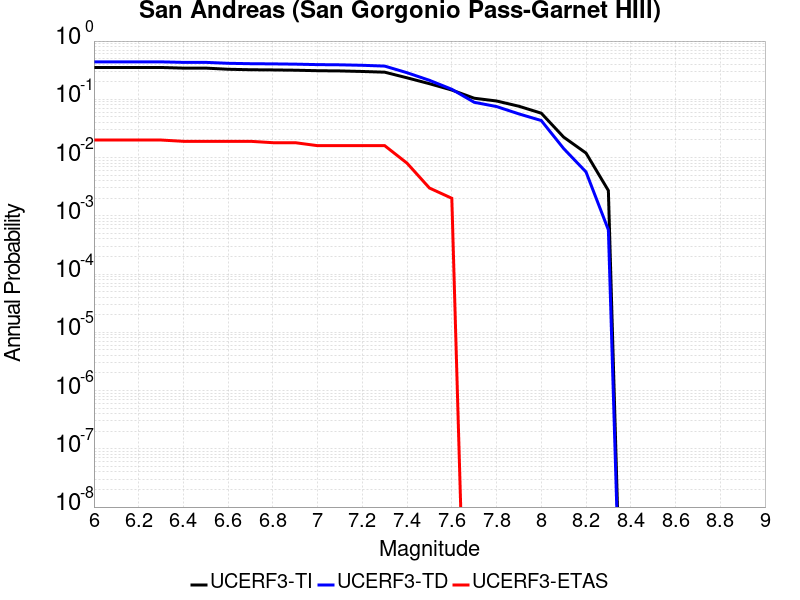 San Andreas (San Gorgonio Pass-Garnet HIll)
10^0
10^-1
10^-2
10^-3
10^-4
10^-5
10^-6
10^-7
10^-8
Annual Probability
6 6.2 6.4 6.6 6.8 7 7.2 7.4 7.6 7.8 8 8.2 8.4 8.6 8.8 9
Magnitude
UCERF3-TI UCERF3-TD UCERF3-ETAS